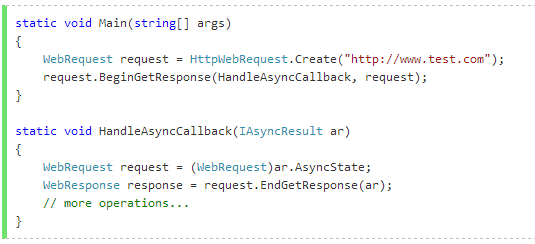 static void Main(string[] args)
{
    WebRequest request = HttpWebRequest.Create("http://www.test.com");
    request.BeginGetResponse(HandleAsyncCallback, request);
}

static void HandleAsyncCallback(IAsyncResult ar)
{
    WebRequest request = (WebRequest)ar.AsyncState;
    WebResponse response = request.EndGetResponse(ar);
    // more operations...
}